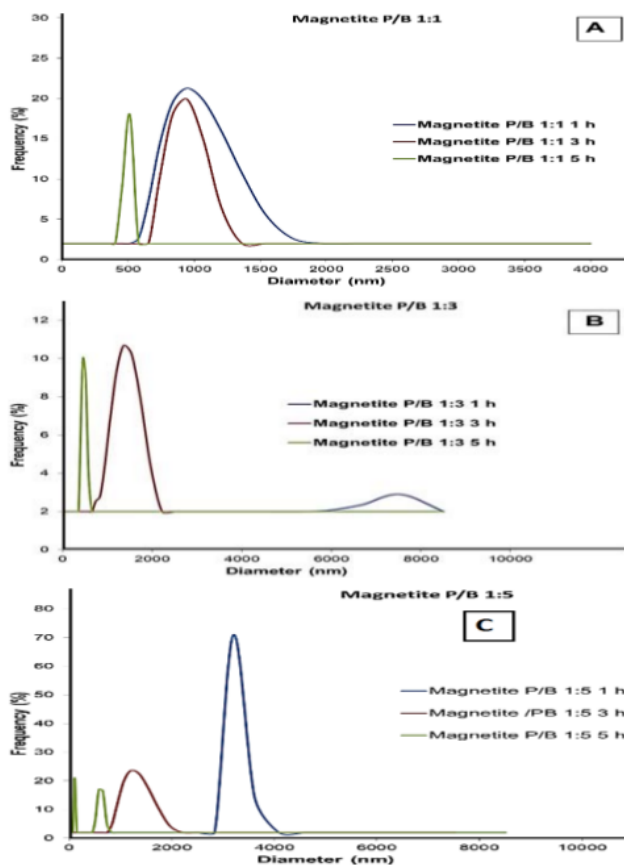 Magnetite P/B 1:1
A
30
25
20
15
10
5
0
Frequency (%)
Magnetite P/B 1:1 1 h
Magnetite P/B 1:1 3 h
Magnetite P/B 1:1 5 h
0 500 1000 1500 2000 2500 3000 3500 4000
Diameter (nm)
Magnetite P/B 1:3
B
12
10
8
6
4
2
0
Frequency (%)
Magnetite P/B 1:3 1 h
Magnetite P/B 1:3 3 h
Magnetite P/B 1:3 5 h
0 2000 4000 6000 8000 10000
Diameter (nm)
Magnetite P/B 1:5
C
80
70
60
50
40
30
20
10
0
Frequency (%)
Magnetite P/B 1:5 1 h
Magnetite /PB 1:5 3 h
Magnetite P/B 1:5 5 h
0 2000 4000 6000 8000 10000
Diameter (nm)